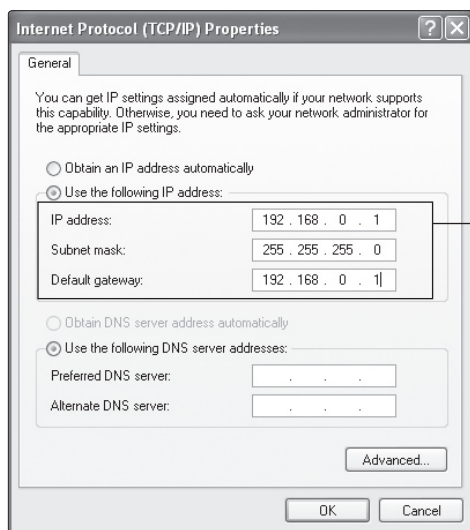 Internet Protocol (TCP/IP) Properties
General
You can get IP settings assigned automatically if your network supports
this capability. Otherwise, you need to ask your network administrator for
the appropriate IP settings.
Obtain an IP address automatically
Use the following IP address:
IP address: 192 . 168 . 0 . 1
Subnet mask: 255 . 255 . 255 . 0
Default gateway: 192 . 168 . 0 . 1
Obtain DNS server address automatically
Use the following DNS server addresses:
Preferred DNS server: . . .
Alternate DNS server: . . .
Advanced...
OK Cancel